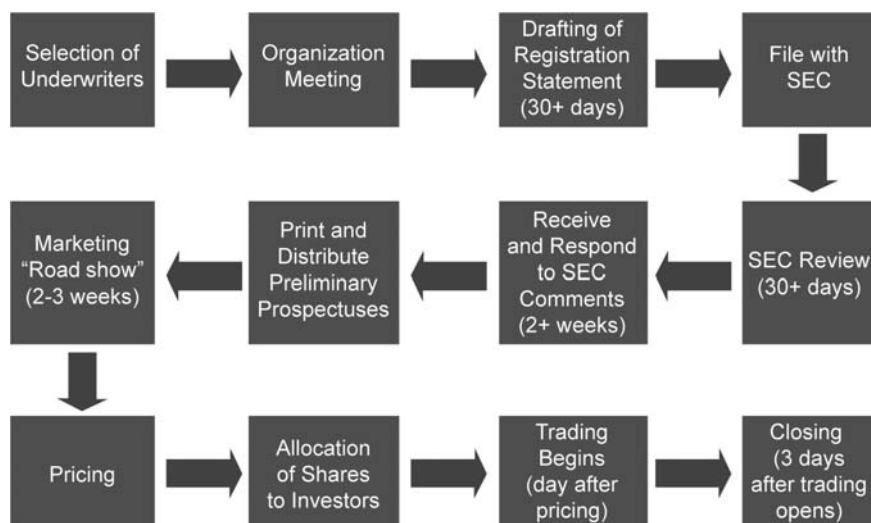 Selection of
Underwriters
Organization
Meeting
Drafting of
Registration
Statement
(30+ days)
File with
SEC
SEC Review
(30+ days)
Receive
and Respond
to SEC
Comments
(2+ weeks)
Print and
Distribute
Preliminary
Prospectuses
Marketing
“Road show”
(2-3 weeks)
Pricing
Allocation
of Shares
to Investors
Trading
Begins
(day after
pricing)
Closing
(3 days
after trading
opens)